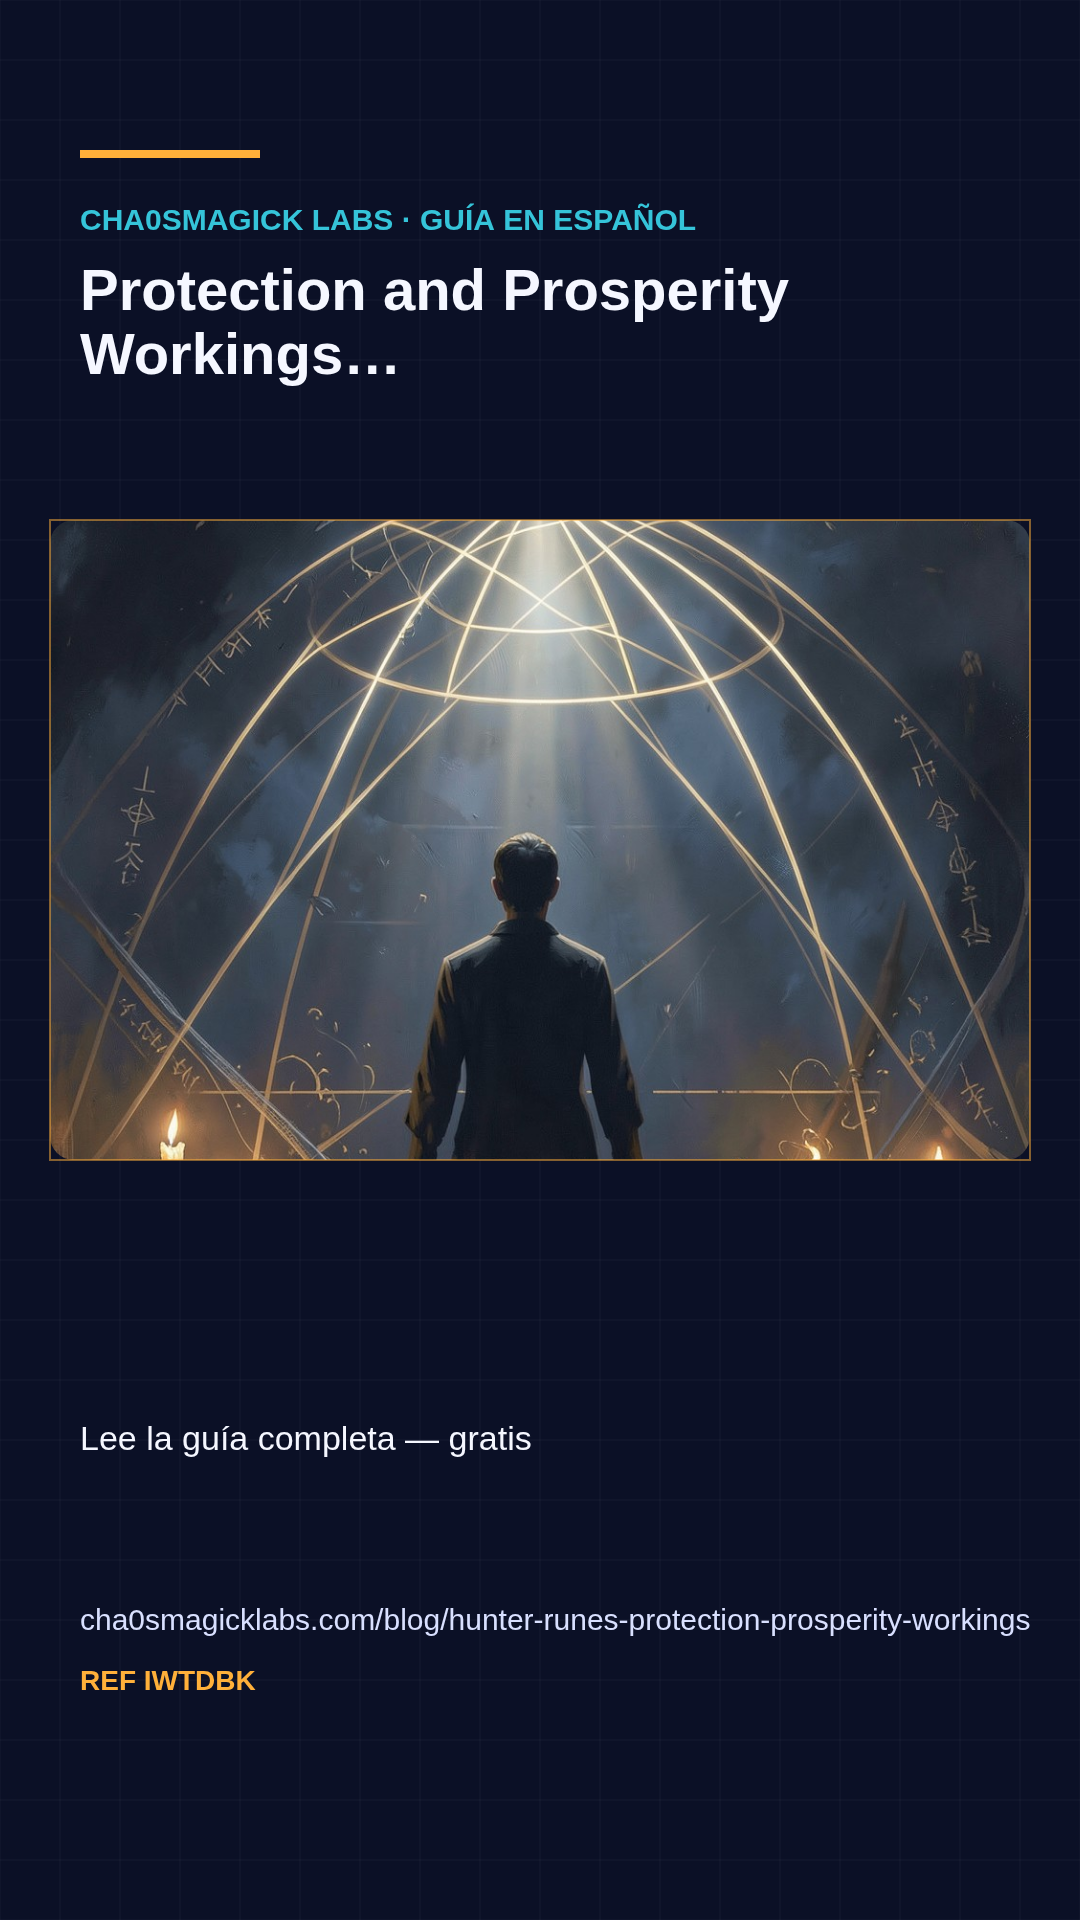 CHA0SMAGICK LABS · GUÍA EN ESPAÑOL
Protection and Prosperity
Workings…
Lee la guía completa — gratis
cha0smagicklabs.com/blog/hunter-runes-protection-prosperity-workings
REF IWTDBK